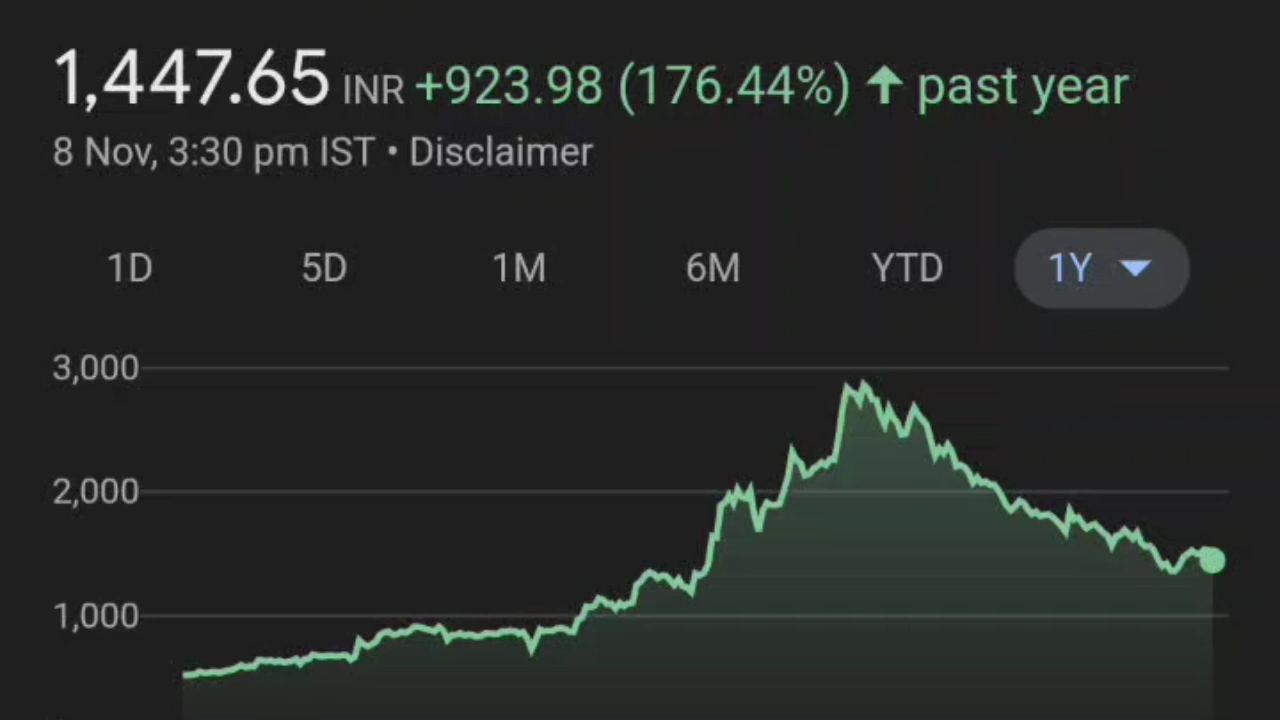 1,447.65 INR +923.98 (176.44%) ↑ past year
8 Nov, 3:30 pm IST • Disclaimer
1D 5D 1M 6M YTD 1Y
3,000
2,000
1,000